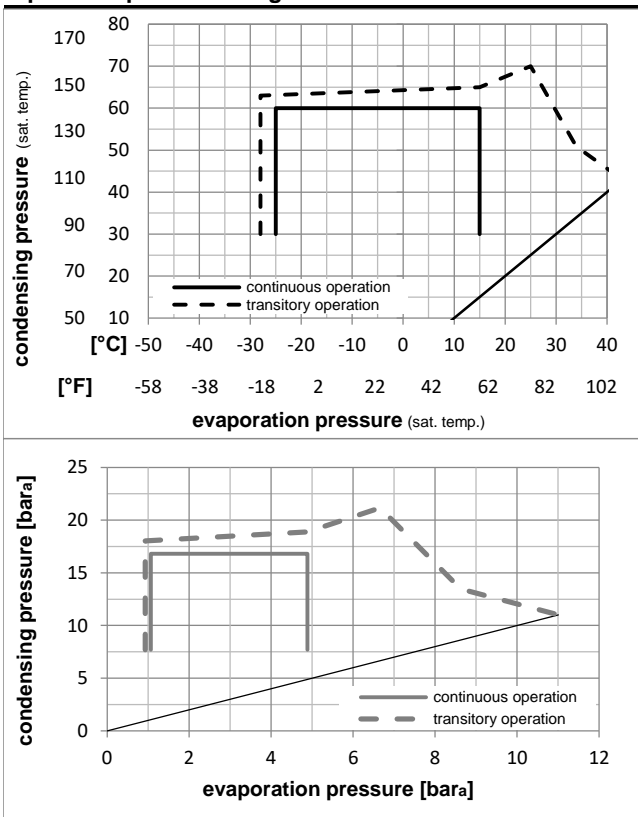 170 80
150 70
130 60
50
110 40
90 30
70 20
50 10
condensing pressure (sat. temp.)
continuous operation
transitory operation
[°C] -50 -40 -30 -20 -10 0 10 20 30 40
[°F] -58 -38 -18 2 22 42 62 82 102
evaporation pressure (sat. temp.)
25
20
15
10
5
0
condensing pressure [bara]
continuous operation
transitory operation
0 2 4 6 8 10 12
evaporation pressure [bara]